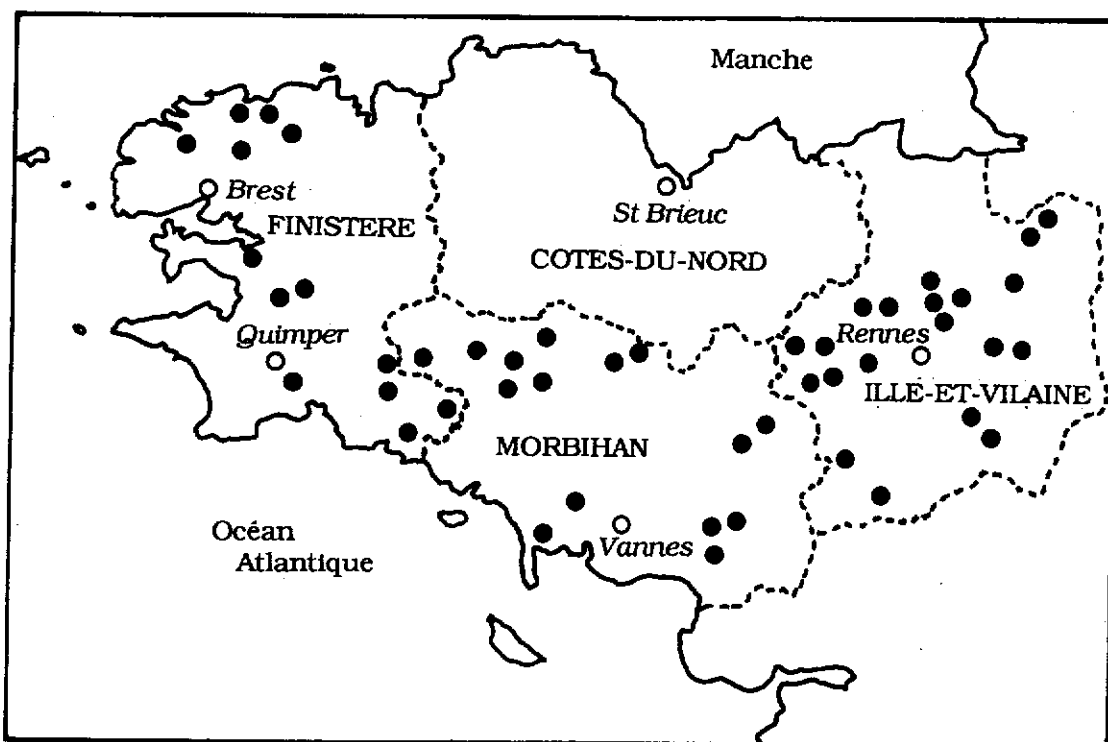 Manche
Brest
St Brieuc
FINISTERE
COTES-DU-NORD
Quimper
Rennes
ILLE-ET-VILAINE
MORBIHAN
Océan
Atlantique
Vannes